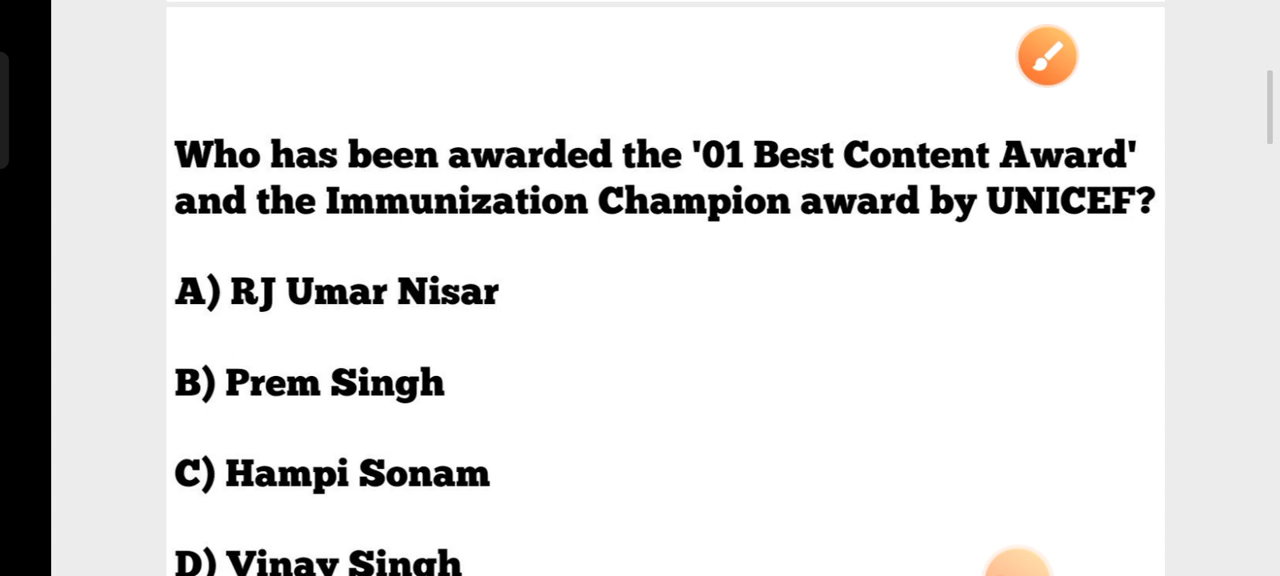 Who has been awarded the '01 Best Content Award'
and the Immunization Champion award by UNICEF?
A) RJ Umar Nisar
B) Prem Singh
C) Hampi Sonam
D) Vinay Singh